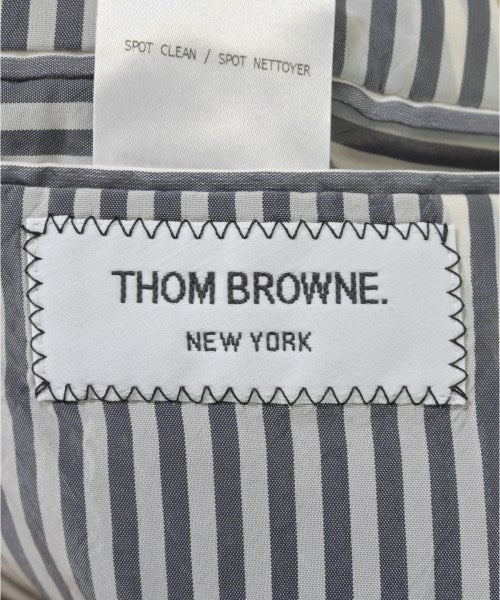 SPOT CLEAN / SPOT NETTOYER
THOM BROWNE.
NEW YORK